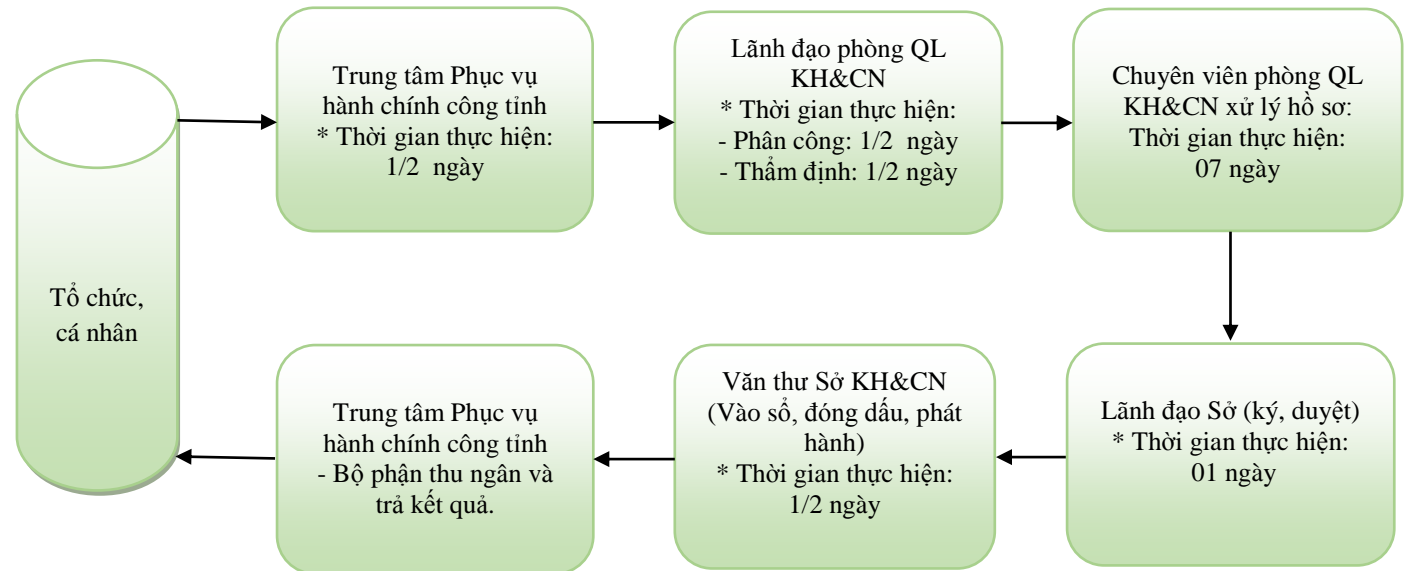 Tổ chức,
cá nhân
Trung tâm Phục vụ
hành chính công tỉnh
* Thời gian thực hiện:
1/2 ngày
Lãnh đạo phòng QL
KH&CN
* Thời gian thực hiện:
- Phân công: 1/2 ngày
- Thẩm định: 1/2 ngày
Chuyên viên phòng QL
KH&CN xử lý hồ sơ:
Thời gian thực hiện:
07 ngày
Lãnh đạo Sở (ký, duyệt)
* Thời gian thực hiện:
01 ngày
Văn thư Sở KH&CN
(Vào sổ, đóng dấu, phát
hành)
* Thời gian thực hiện:
1/2 ngày
Trung tâm Phục vụ
hành chính công tỉnh
- Bộ phận thu ngân và
trả kết quả.